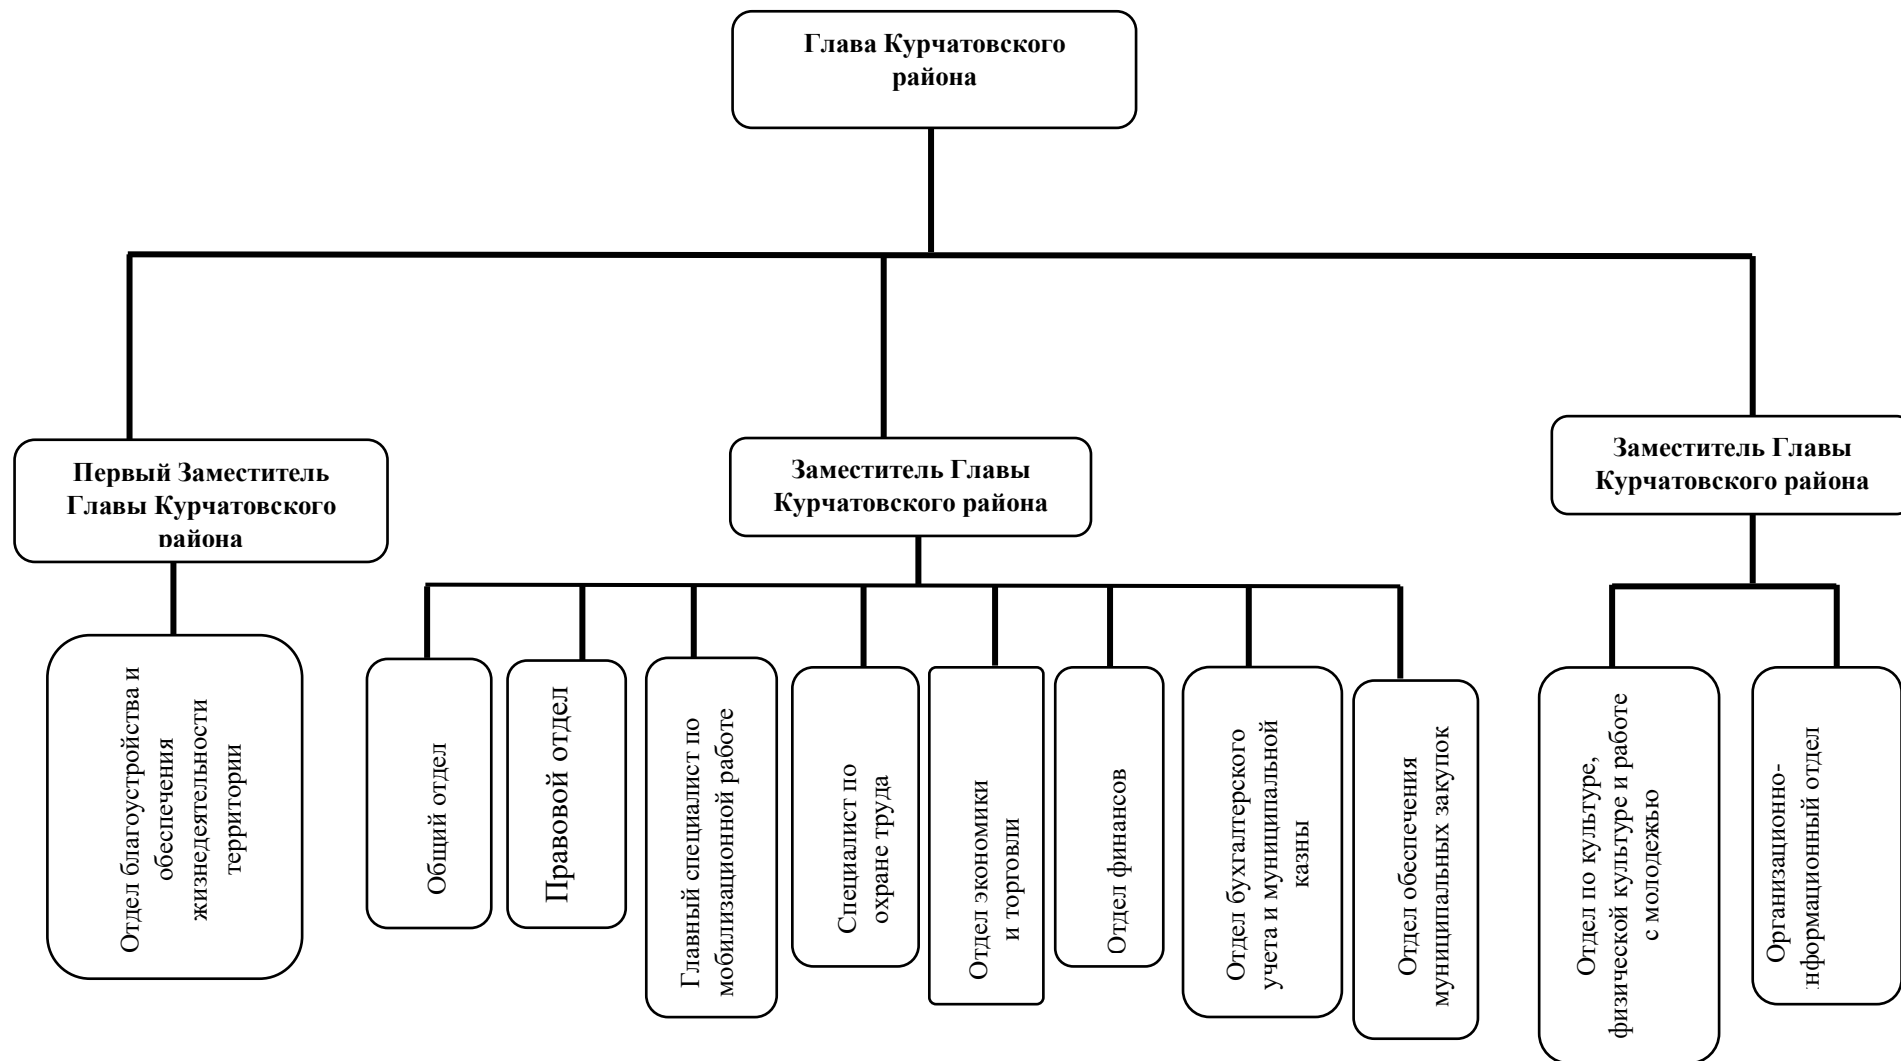 Глава Курчатовского
района
Первый Заместитель
Главы Курчатовского
района
Заместитель Главы
Курчатовского района
Заместитель Главы
Курчатовского района
Отдел благоустройства и
обеспечения
жизнедеятельности
территории
Общий отдел
Правовой отдел
Главный специалист по
мобилизационной работе
Специалист по
охране труда
Отдел экономики
и торговли
Отдел финансов
Отдел бухгалтерского
учета и муниципальной
казны
Отдел обеспечения
муниципальных закупок
Отдел по культуре,
физической культуре и работе
с молодежью
Организационно-
информационный отдел